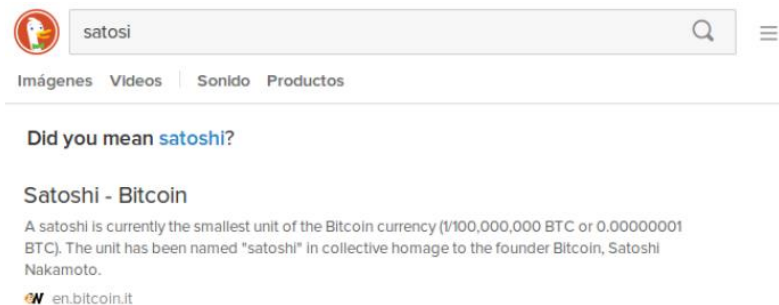 satosi
Imágenes Videos Sonido Productos
Did you mean satoshi?
Satoshi - Bitcoin
A satoshi is currently the smallest unit of the Bitcoin currency (1/100,000,000 BTC or 0.00000001
BTC). The unit has been named "satoshi" in collective homage to the founder Bitcoin, Satoshi
Nakamoto.
en.bitcoin.it